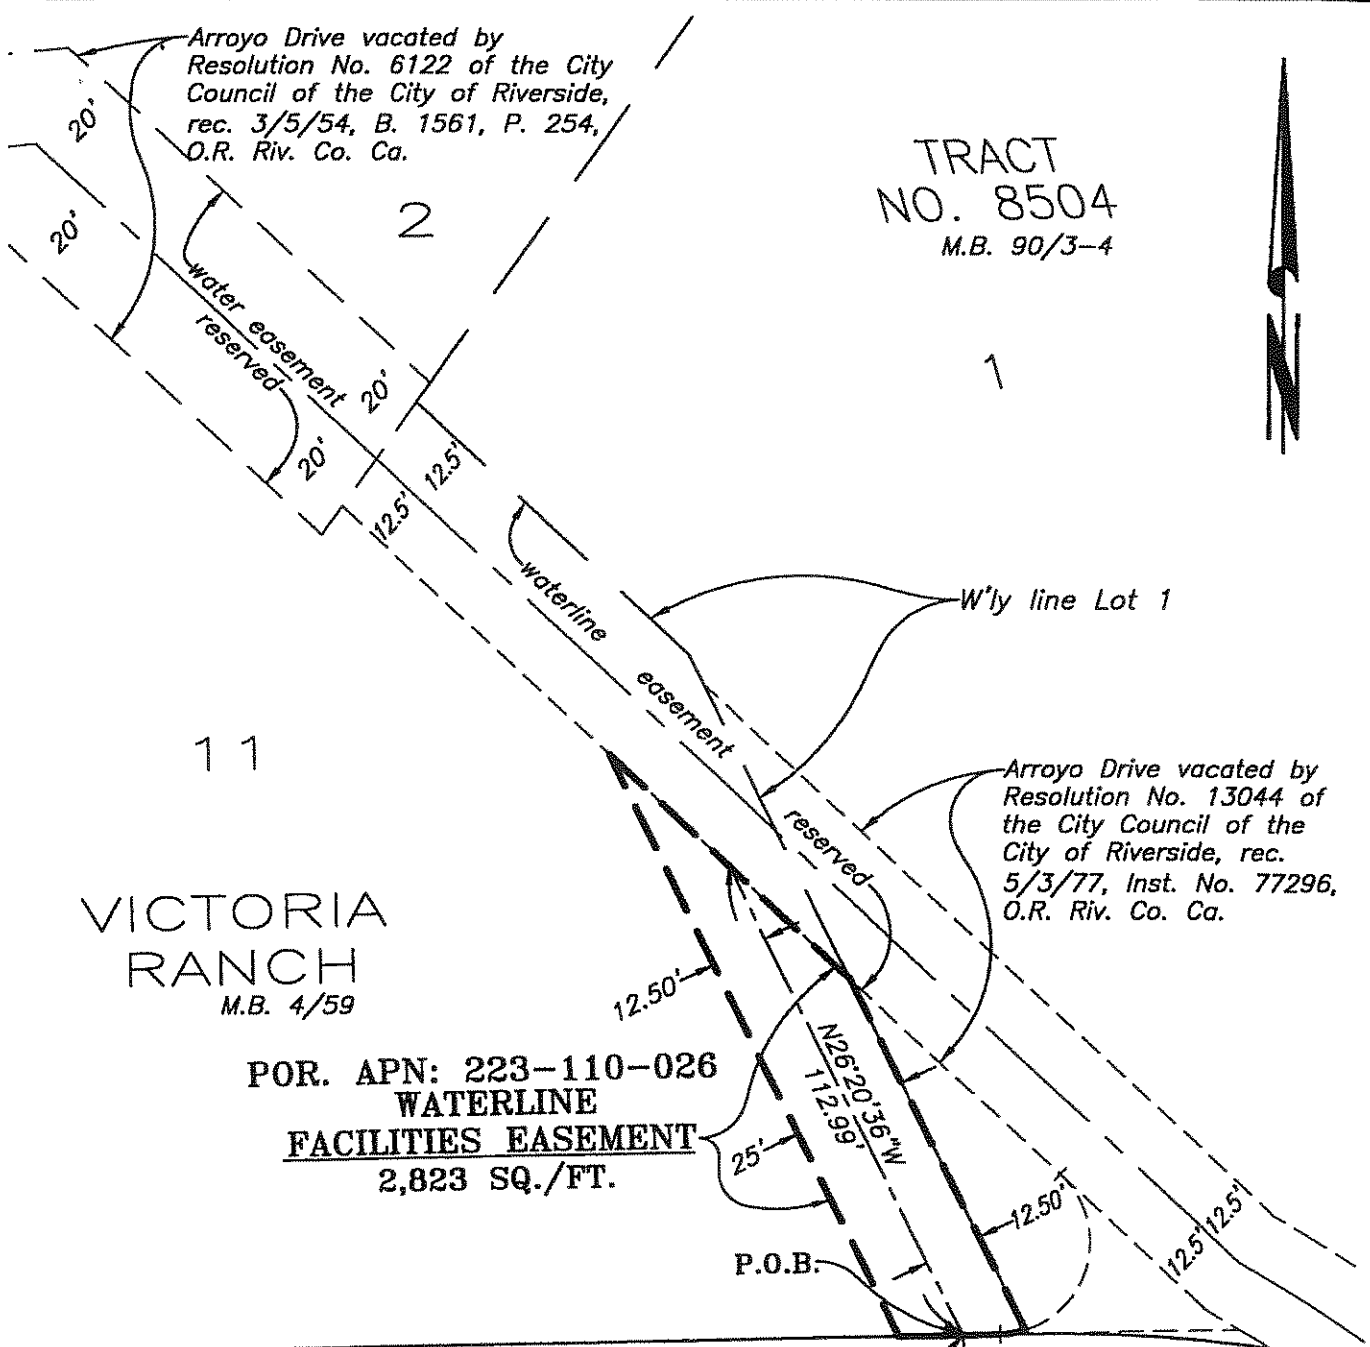 Arroyo Drive vacated by
Resolution No. 6122 of the City
Council of the City of Riverside,
rec. 3/5/54, B. 1561, P. 254,
O.R. Riv. Co. Ca.
20'
20'
2
TRACT
NO. 8504
M.B. 90/3-4
N
1
water easement
reserved
20'
20'
12.5'
12.5'
waterline
easement
reserved
W'ly line Lot 1
11
Arroyo Drive vacated by
Resolution No. 13044 of
the City Council of the
City of Riverside, rec.
5/3/77, Inst. No. 77296,
O.R. Riv. Co. Ca.
VICTORIA
RANCH
M.B. 4/59
12.50'
POR. APN: 223-110-026
WATERLINE
FACILITIES EASEMENT
2,823 SQ./FT.
N26°20'36"W
112.99'
25'
12.50'
12.5'
12.5'
P.O.B.